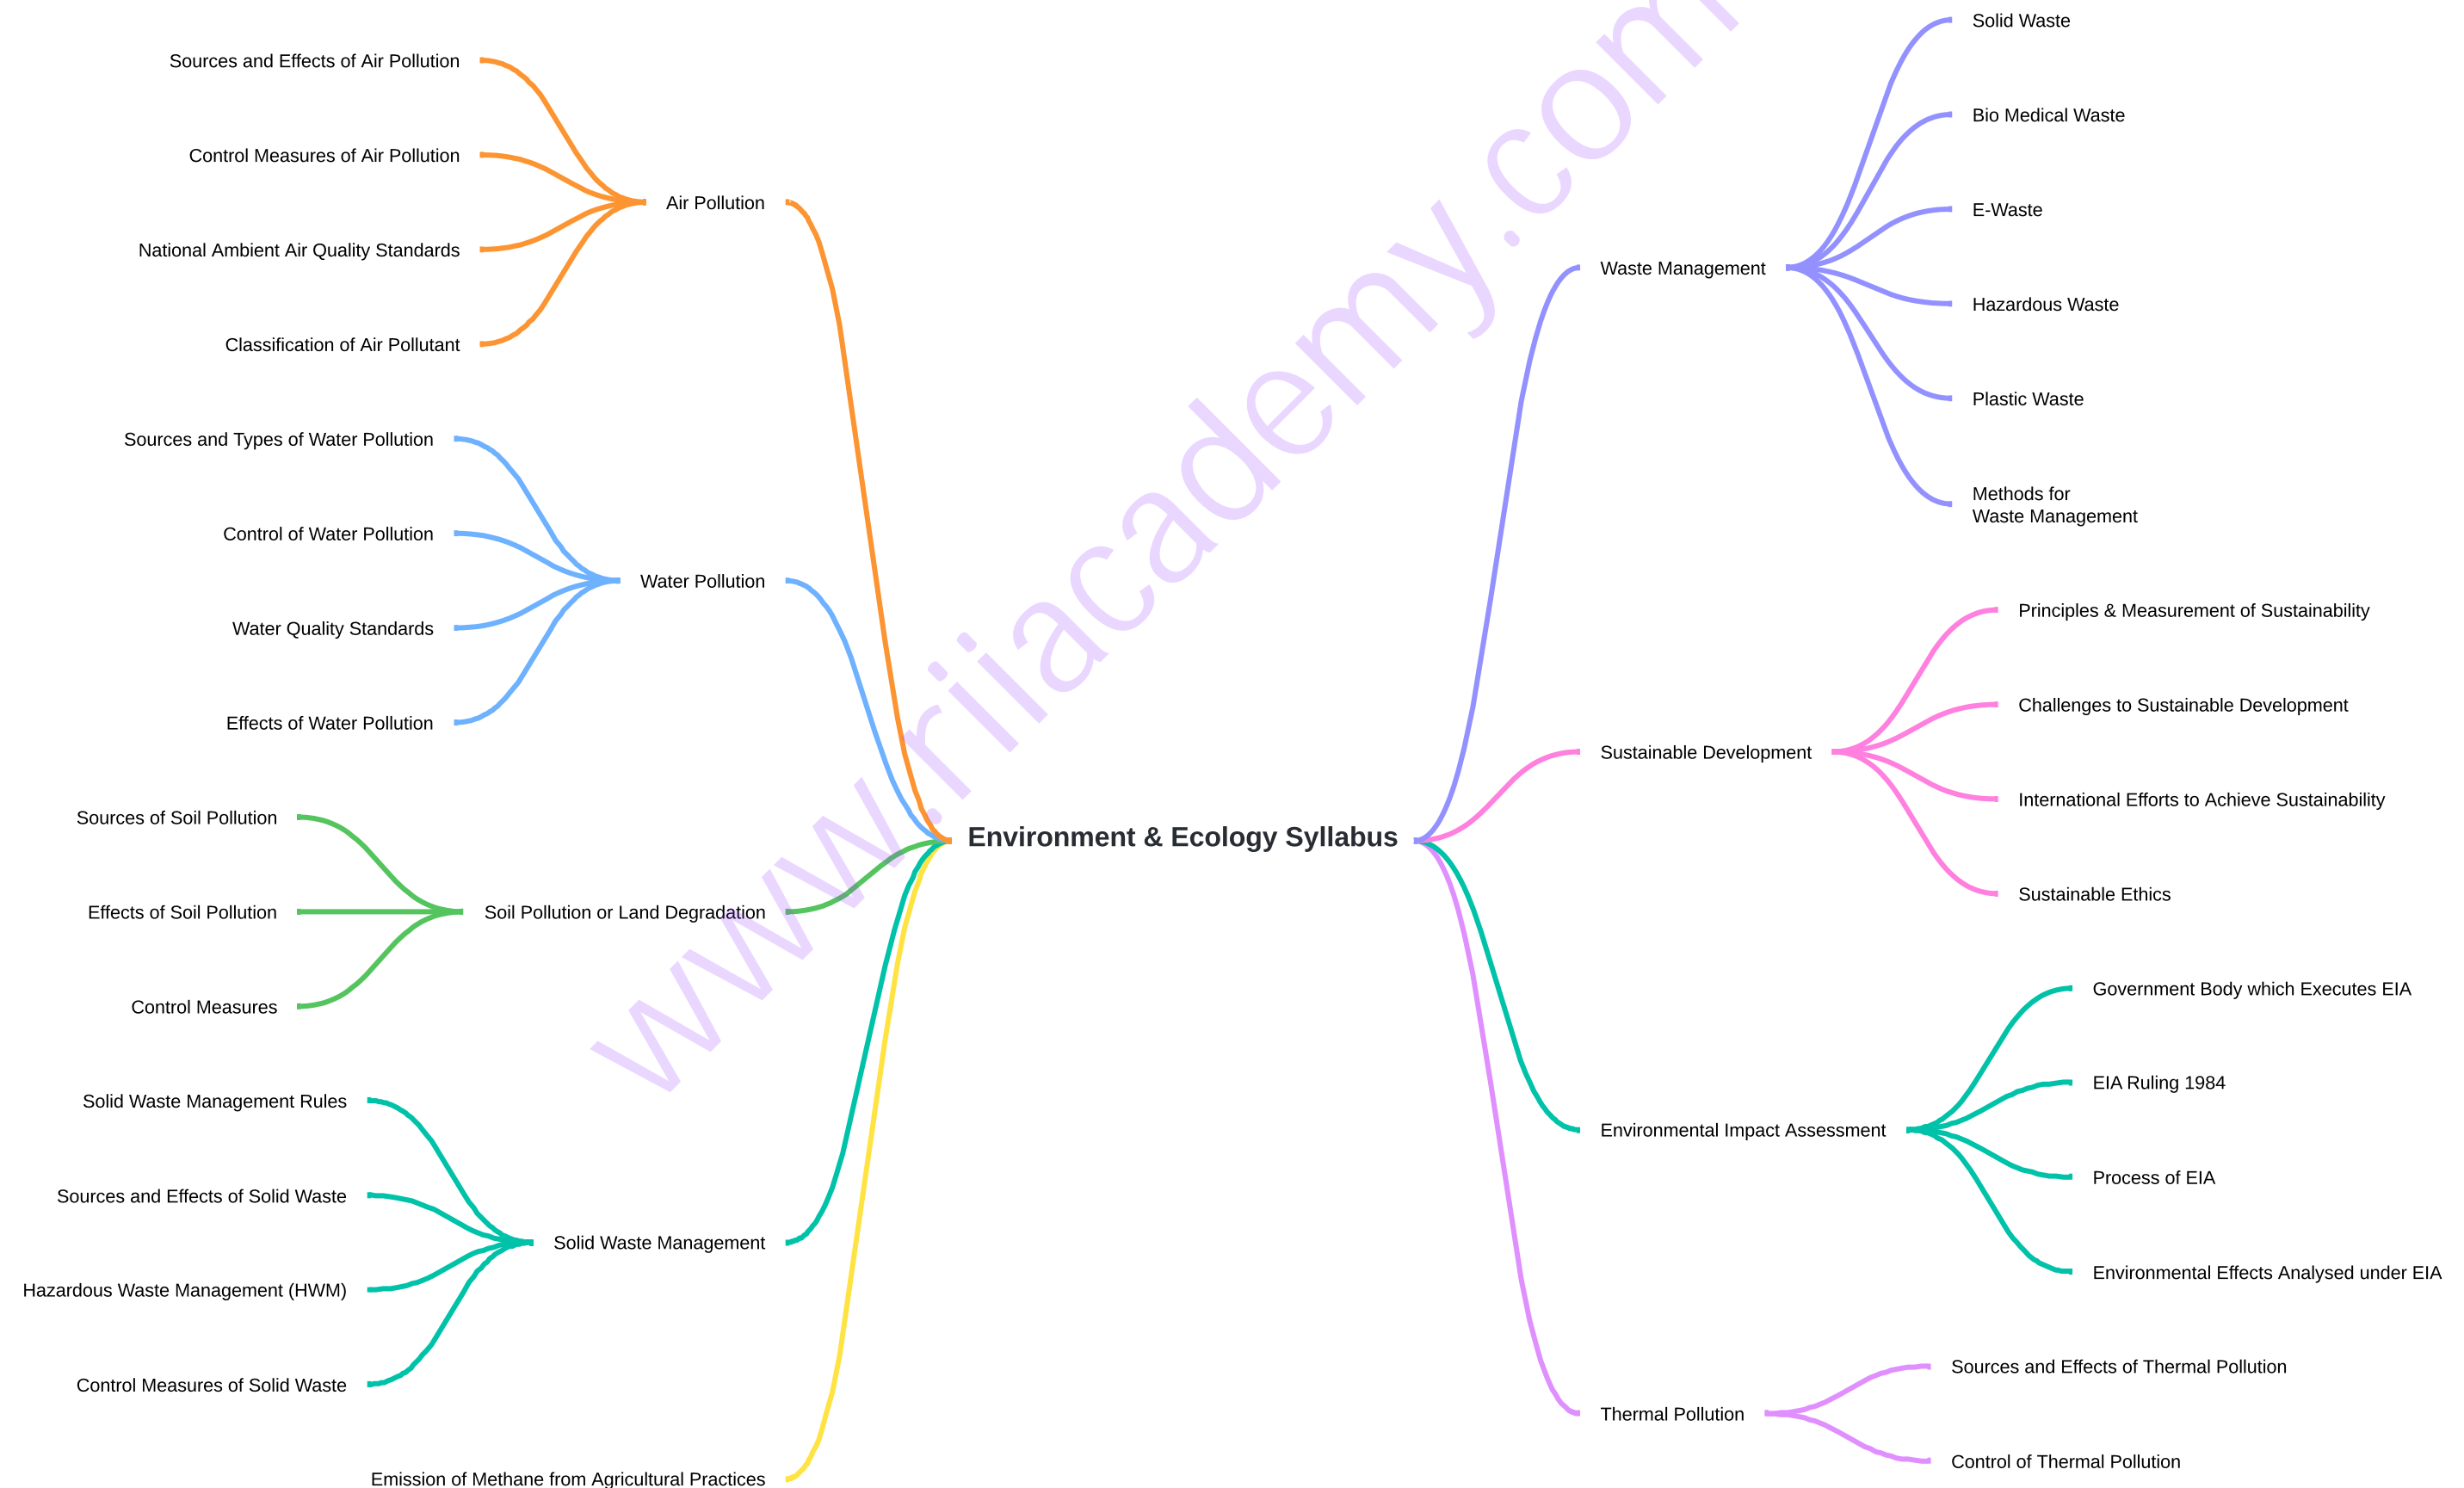 Environment & Ecology Syllabus
Air Pollution
Sources and Effects of Air Pollution
Control Measures of Air Pollution
National Ambient Air Quality Standards
Classification of Air Pollutant
Water Pollution
Sources and Types of Water Pollution
Control of Water Pollution
Water Quality Standards
Effects of Water Pollution
Soil Pollution or Land Degradation
Sources of Soil Pollution
Effects of Soil Pollution
Control Measures
Solid Waste Management
Solid Waste Management Rules
Sources and Effects of Solid Waste
Hazardous Waste Management (HWM)
Control Measures of Solid Waste
Emission of Methane from Agricultural Practices
Waste Management
Solid Waste
Bio Medical Waste
E-Waste
Hazardous Waste
Plastic Waste
Methods for
Waste Management
Sustainable Development
Principles & Measurement of Sustainability
Challenges to Sustainable Development
International Efforts to Achieve Sustainability
Sustainable Ethics
Environmental Impact Assessment
Government Body which Executes EIA
EIA Ruling 1984
Process of EIA
Environmental Effects Analysed under EIA
Thermal Pollution
Sources and Effects of Thermal Pollution
Control of Thermal Pollution
www.riiiacademy.com